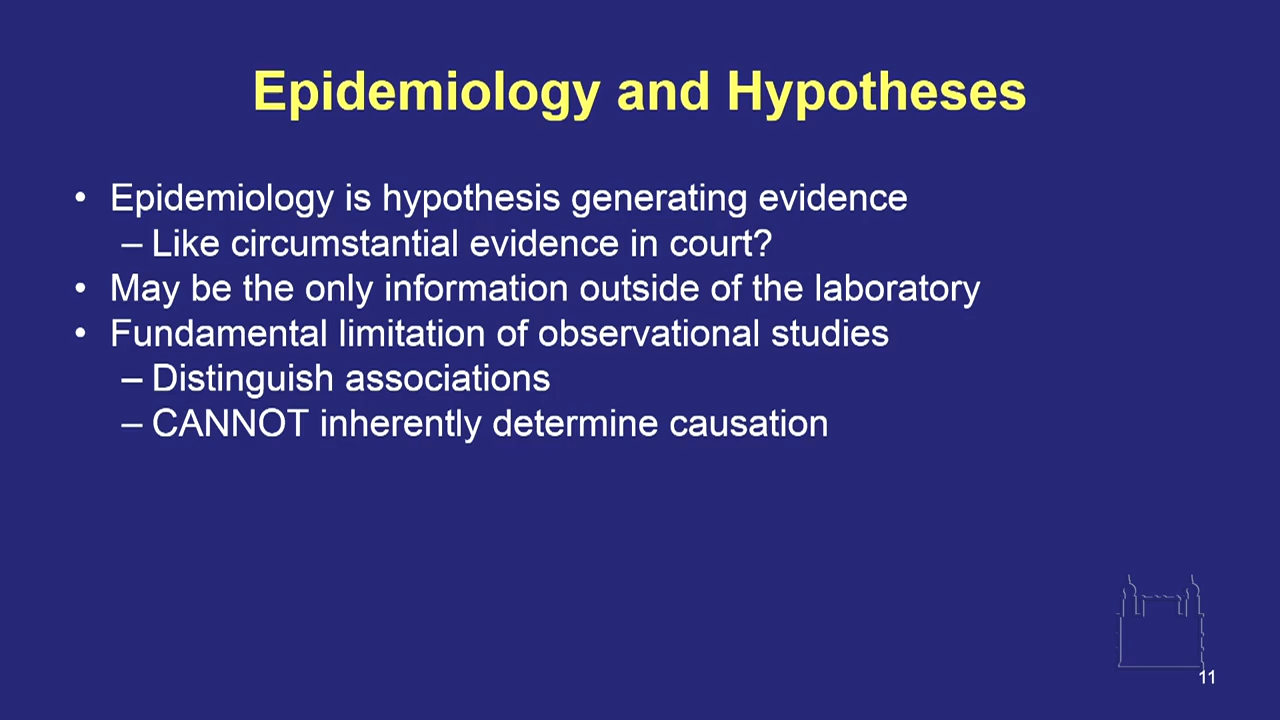 Epidemiology and Hypotheses
• Epidemiology is hypothesis generating evidence
– Like circumstantial evidence in court?
• May be the only information outside of the laboratory
• Fundamental limitation of observational studies
– Distinguish associations
– CANNOT inherently determine causation
11